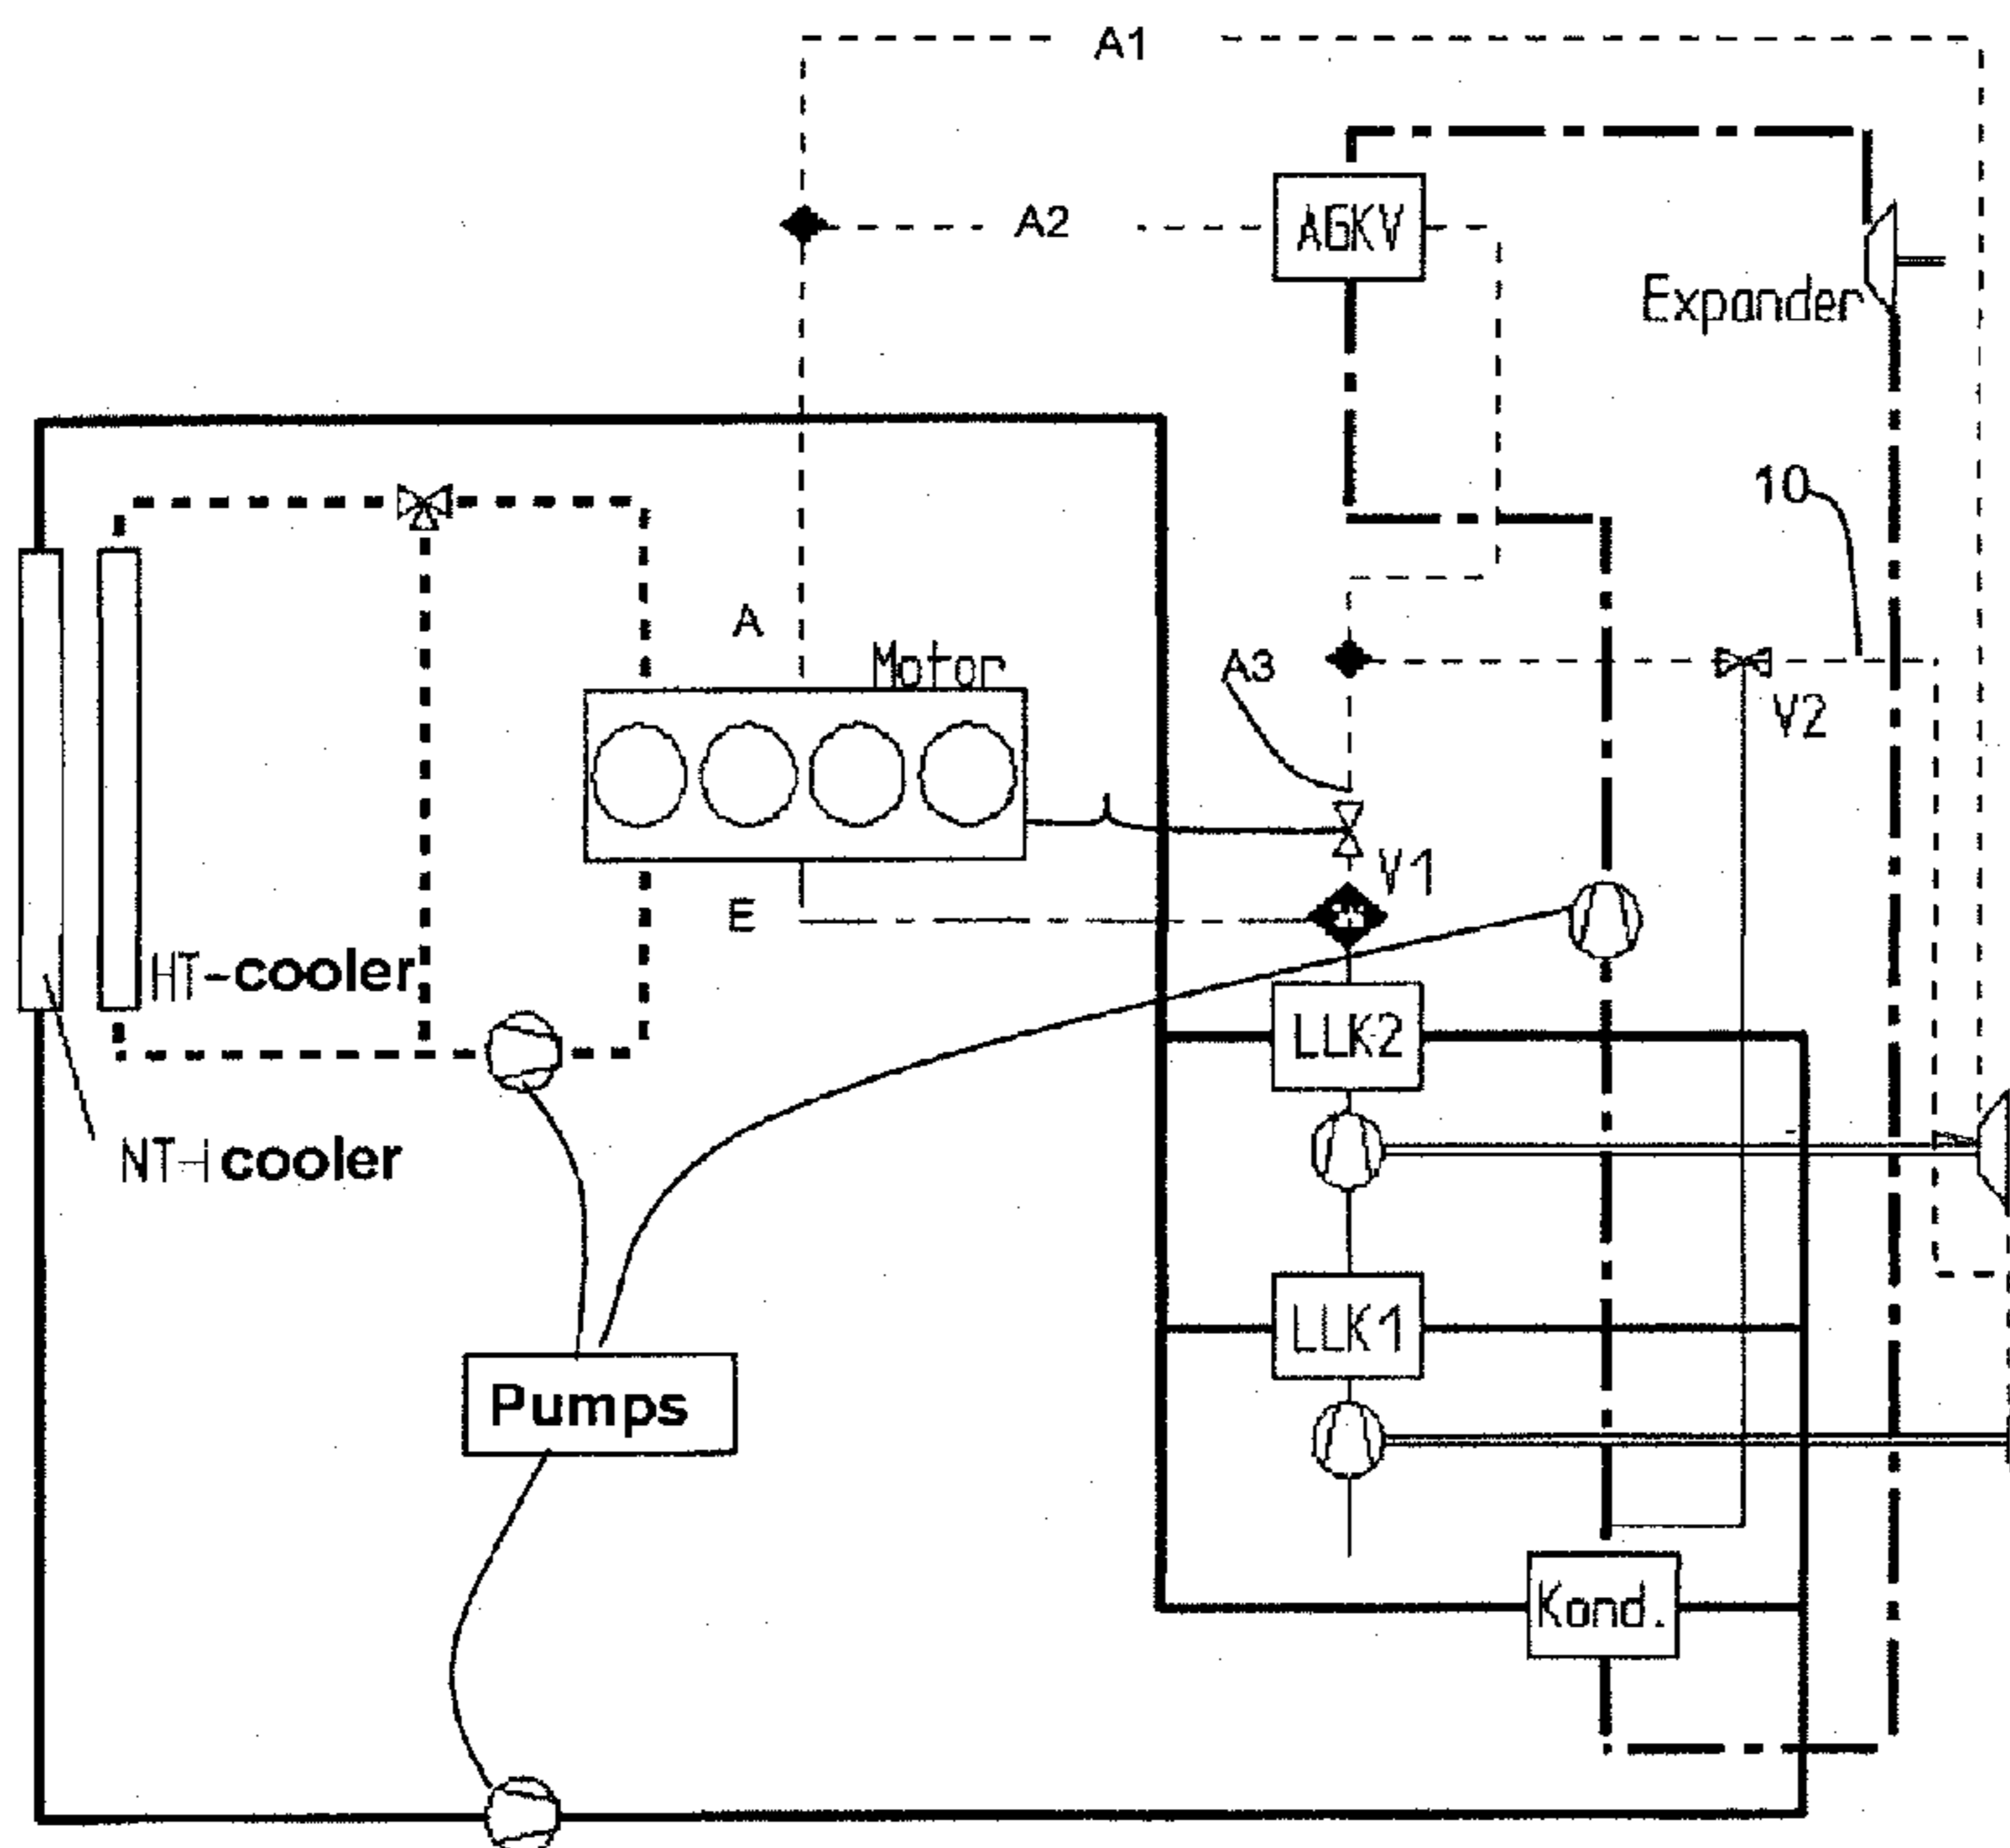 A1
A2
AGKV
Expander
10
A
Motor
A3
V2
V1
E
HT-cooler
LLK2
NT-cooler
LLK1
Pumps
Kond.